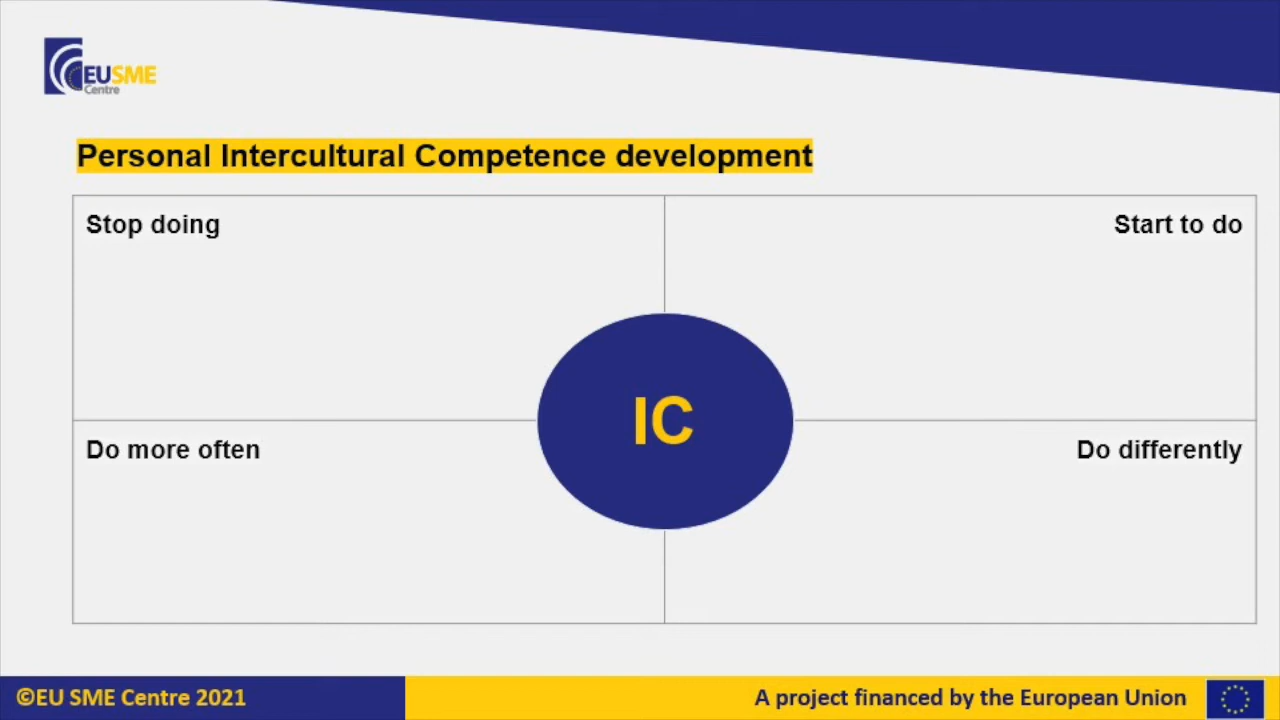 EUSME
Centre
Personal Intercultural Competence development
Stop doing
Start to do
IC
Do more often
Do differently
©EU SME Centre 2021
A project financed by the European Union